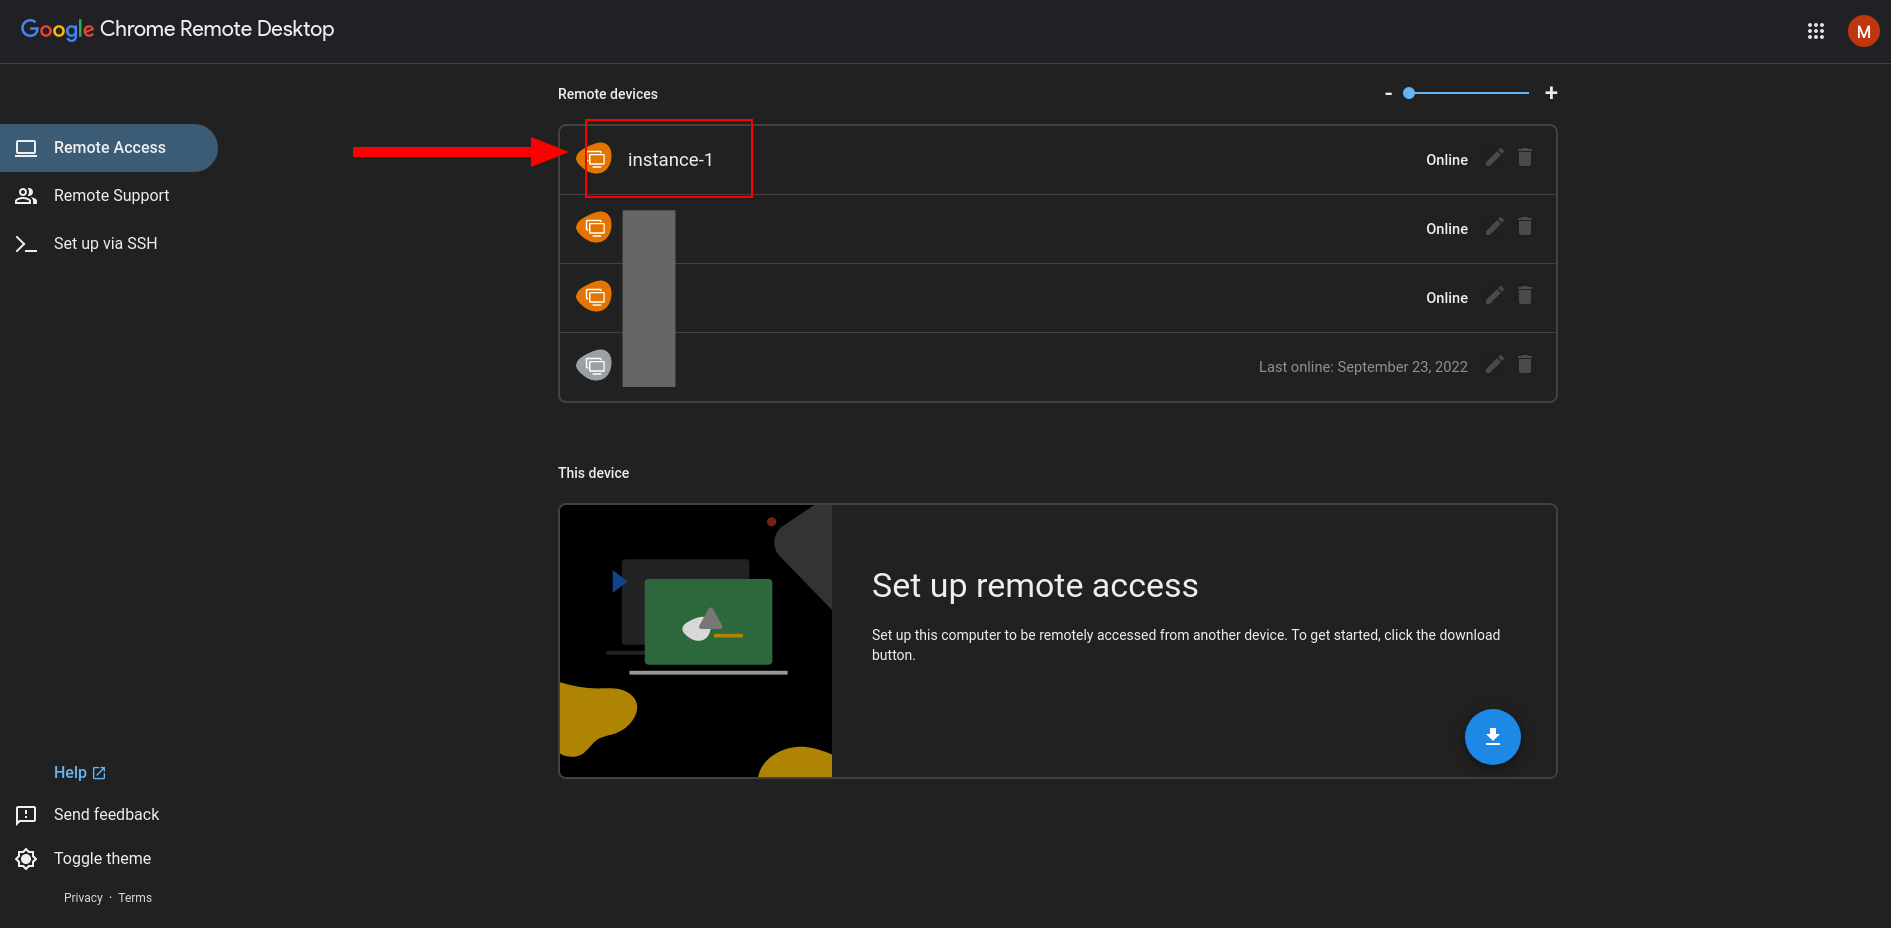 Google Chrome Remote Desktop
M
Remote devices
- +
Remote Access
Remote Support
Set up via SSH
instance-1
Online
Online
Online
Last online: September 23, 2022
This device
Set up remote access
Set up this computer to be remotely accessed from another device. To get started, click the download
button.
Help
Send feedback
Toggle theme
Privacy · Terms